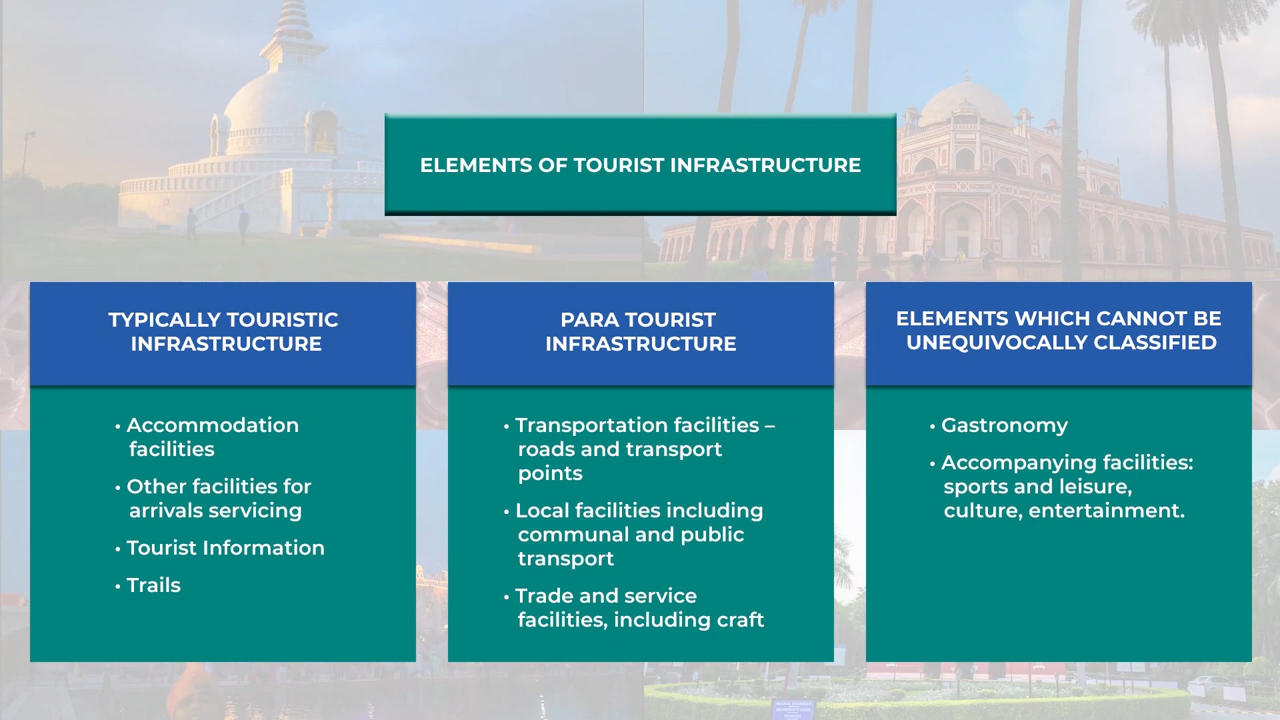 ELEMENTS OF TOURIST INFRASTRUCTURE
TYPICALLY TOURISTIC
INFRASTRUCTURE
• Accommodation
facilities
• Other facilities for
arrivals servicing
• Tourist Information
• Trails
PARA TOURIST
INFRASTRUCTURE
• Transportation facilities –
roads and transport
points
• Local facilities including
communal and public
transport
• Trade and service
facilities, including craft
ELEMENTS WHICH CANNOT BE
UNEQUIVOCALLY CLASSIFIED
• Gastronomy
• Accompanying facilities:
sports and leisure,
culture, entertainment.